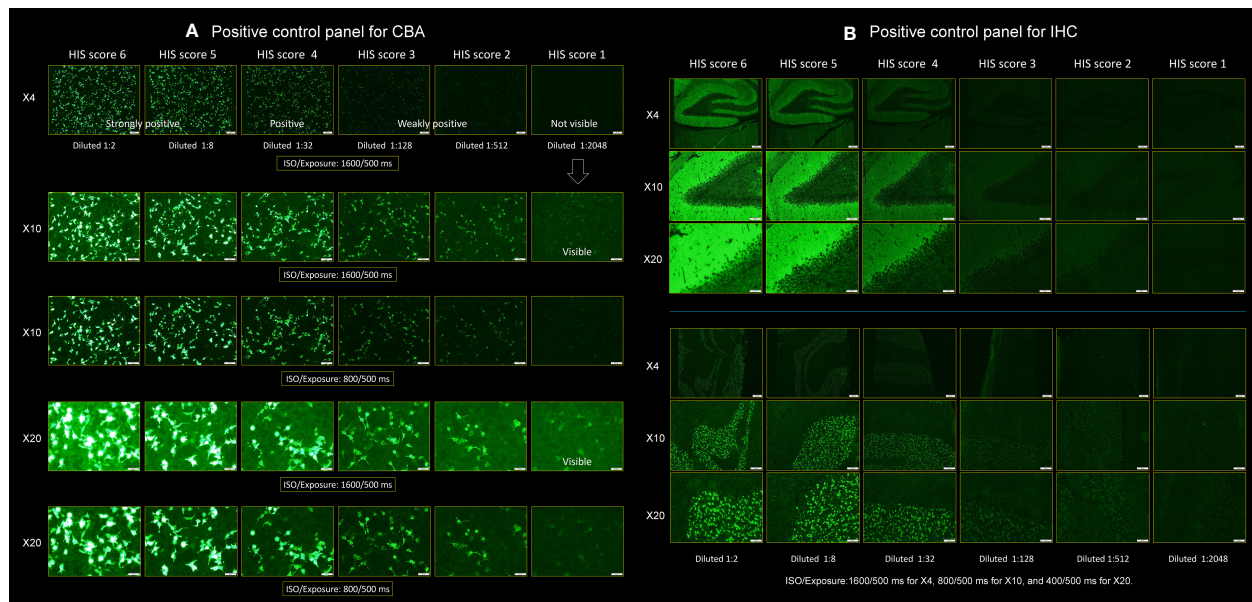 A Positive control panel for CBA
HIS score 6 HIS score 5 HIS score 4 HIS score 3 HIS score 2 HIS score 1
X4
Strongly positive Positive Weakly positive Not visible
Diluted 1:2 Diluted 1:8 Diluted 1:32 Diluted 1:128 Diluted 1:512 Diluted 1:2048
ISO/Exposure: 1600/500 ms
X10
Visible
ISO/Exposure: 1600/500 ms
X10
ISO/Exposure: 800/500 ms
X20
Visible
ISO/Exposure: 1600/500 ms
X20
ISO/Exposure: 800/500 ms
B Positive control panel for IHC
HIS score 6 HIS score 5 HIS score 4 HIS score 3 HIS score 2 HIS score 1
X4
X10
X20
X4
X10
X20
Diluted 1:2 Diluted 1:8 Diluted 1:32 Diluted 1:128 Diluted 1:512 Diluted 1:2048
ISO/Exposure:1600/500 ms for X4, 800/500 ms for X10, and 400/500 ms for X20.